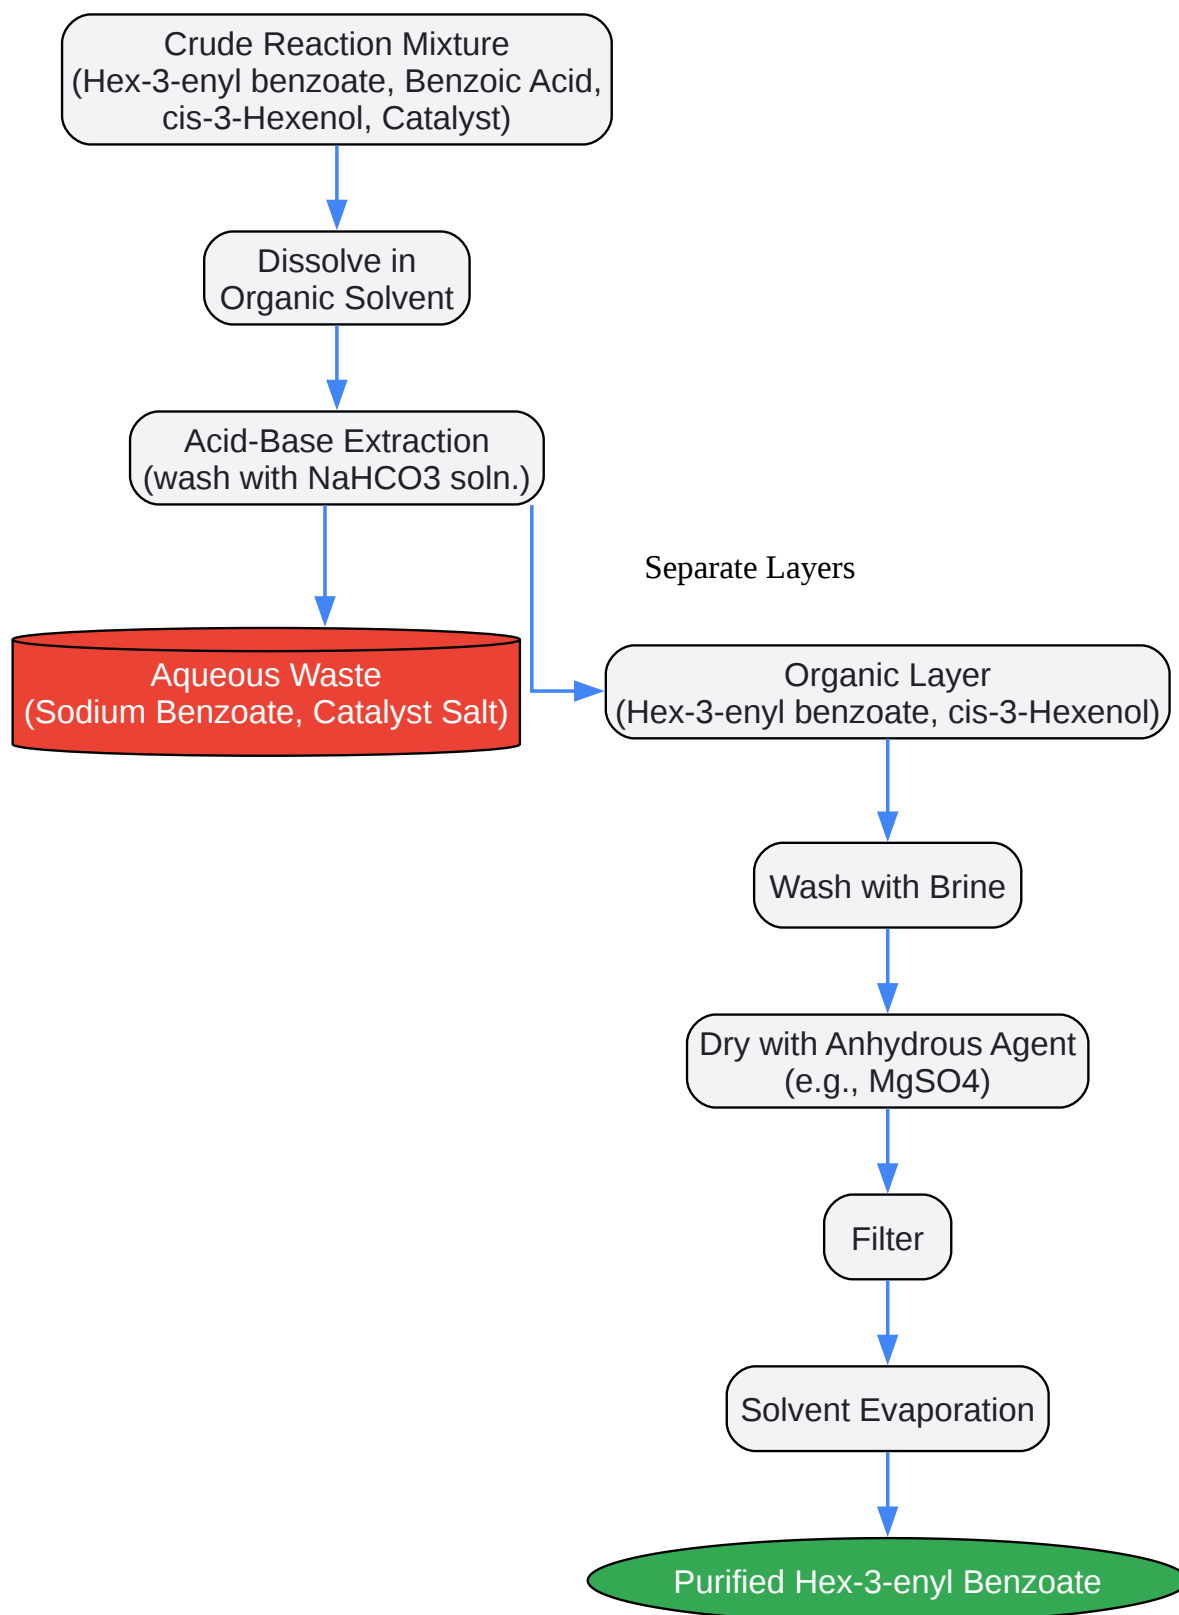 Crude Reaction Mixture
(Hex-3-enyl benzoate, Benzoic Acid,
cis-3-Hexenol, Catalyst)
Dissolve in
Organic Solvent
Acid-Base Extraction
(wash with NaHCO3 soln.)
Separate Layers
Aqueous Waste
(Sodium Benzoate, Catalyst Salt)
Organic Layer
(Hex-3-enyl benzoate, cis-3-Hexenol)
Wash with Brine
Dry with Anhydrous Agent
(e.g., MgSO4)
Filter
Solvent Evaporation
Purified Hex-3-enyl Benzoate